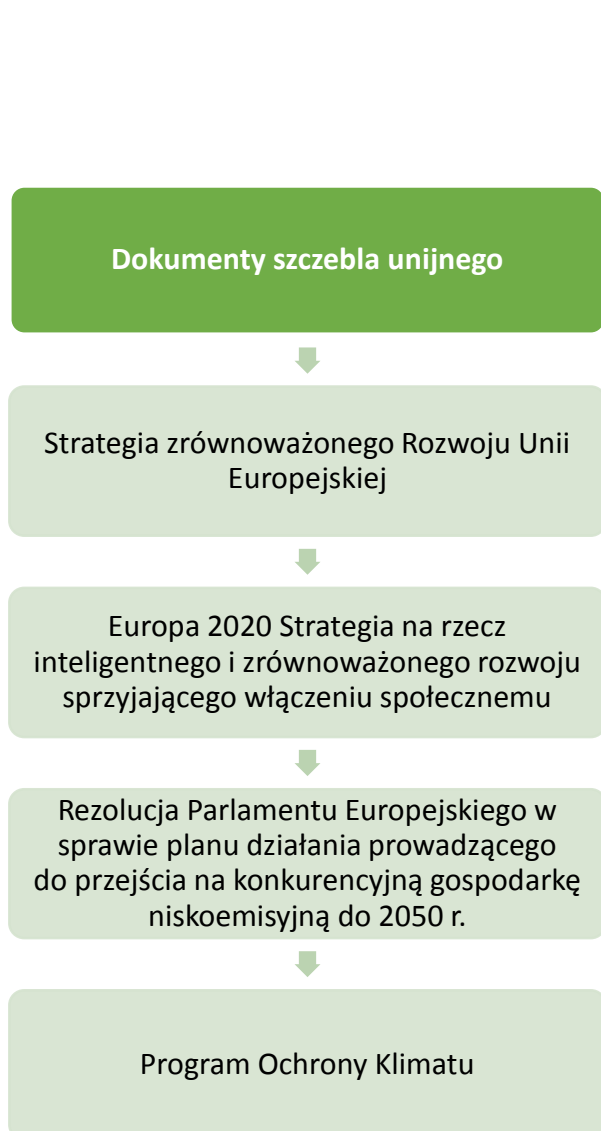 Dokumenty szczebla unijnego
Strategia zrównoważonego Rozwoju Unii
Europejskiej
Europa 2020 Strategia na rzecz
inteligentnego i zrównoważonego rozwoju
sprzyjającego włączeniu społecznemu
Rezolucja Parlamentu Europejskiego w
sprawie planu działania prowadzącego
do przejścia na konkurencyjną gospodarkę
niskoemisyjną do 2050 r.
Program Ochrony Klimatu